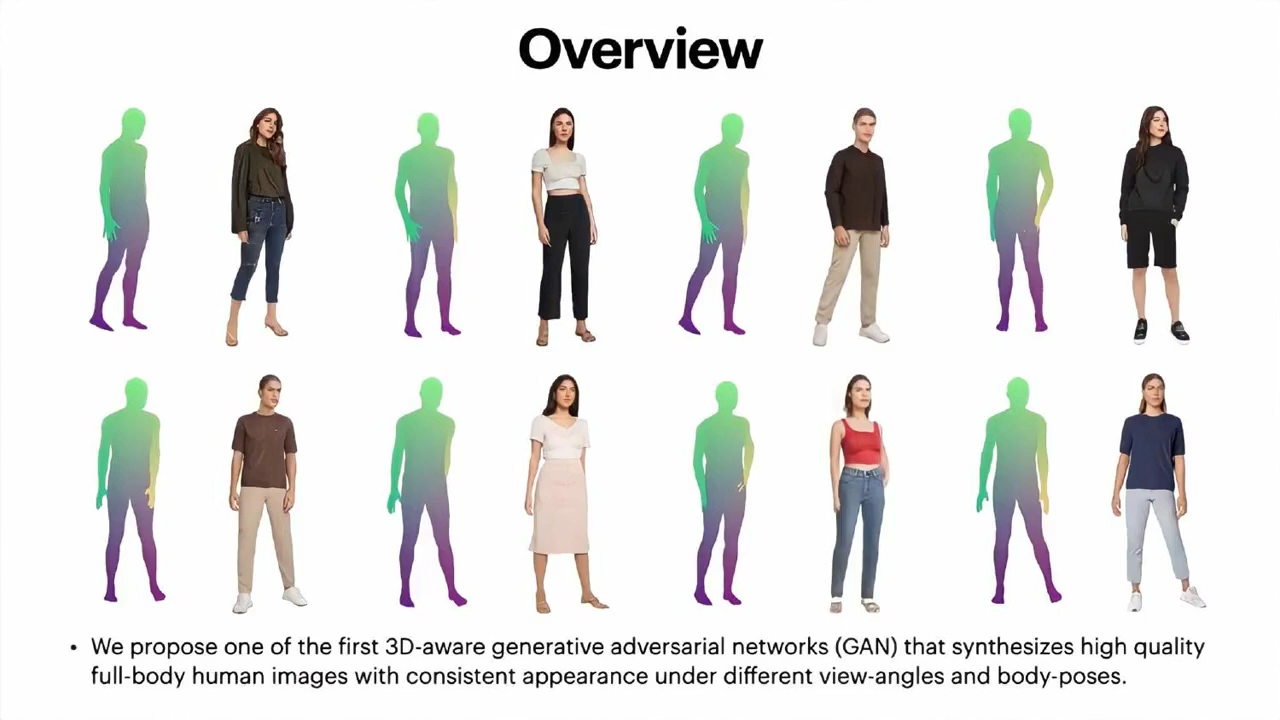 Overview
• We propose one of the first 3D-aware generative adversarial networks (GAN) that synthesizes high quality
full-body human images with consistent appearance under different view-angles and body-poses.